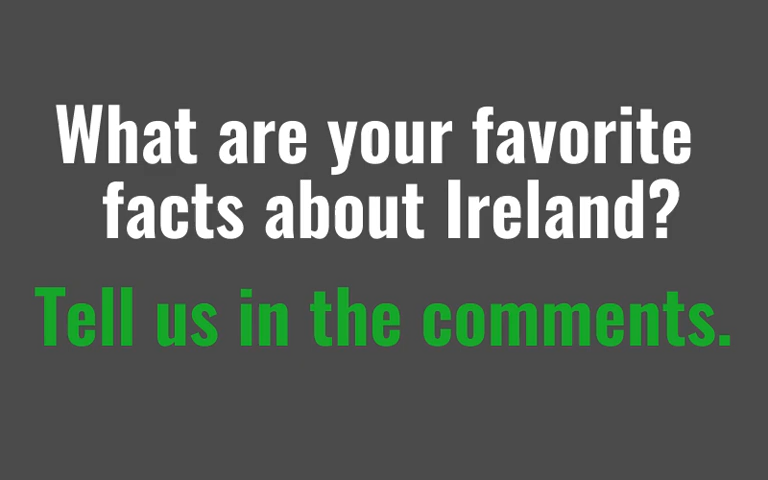 What are your favorite
facts about Ireland?
Tell us in the comments.